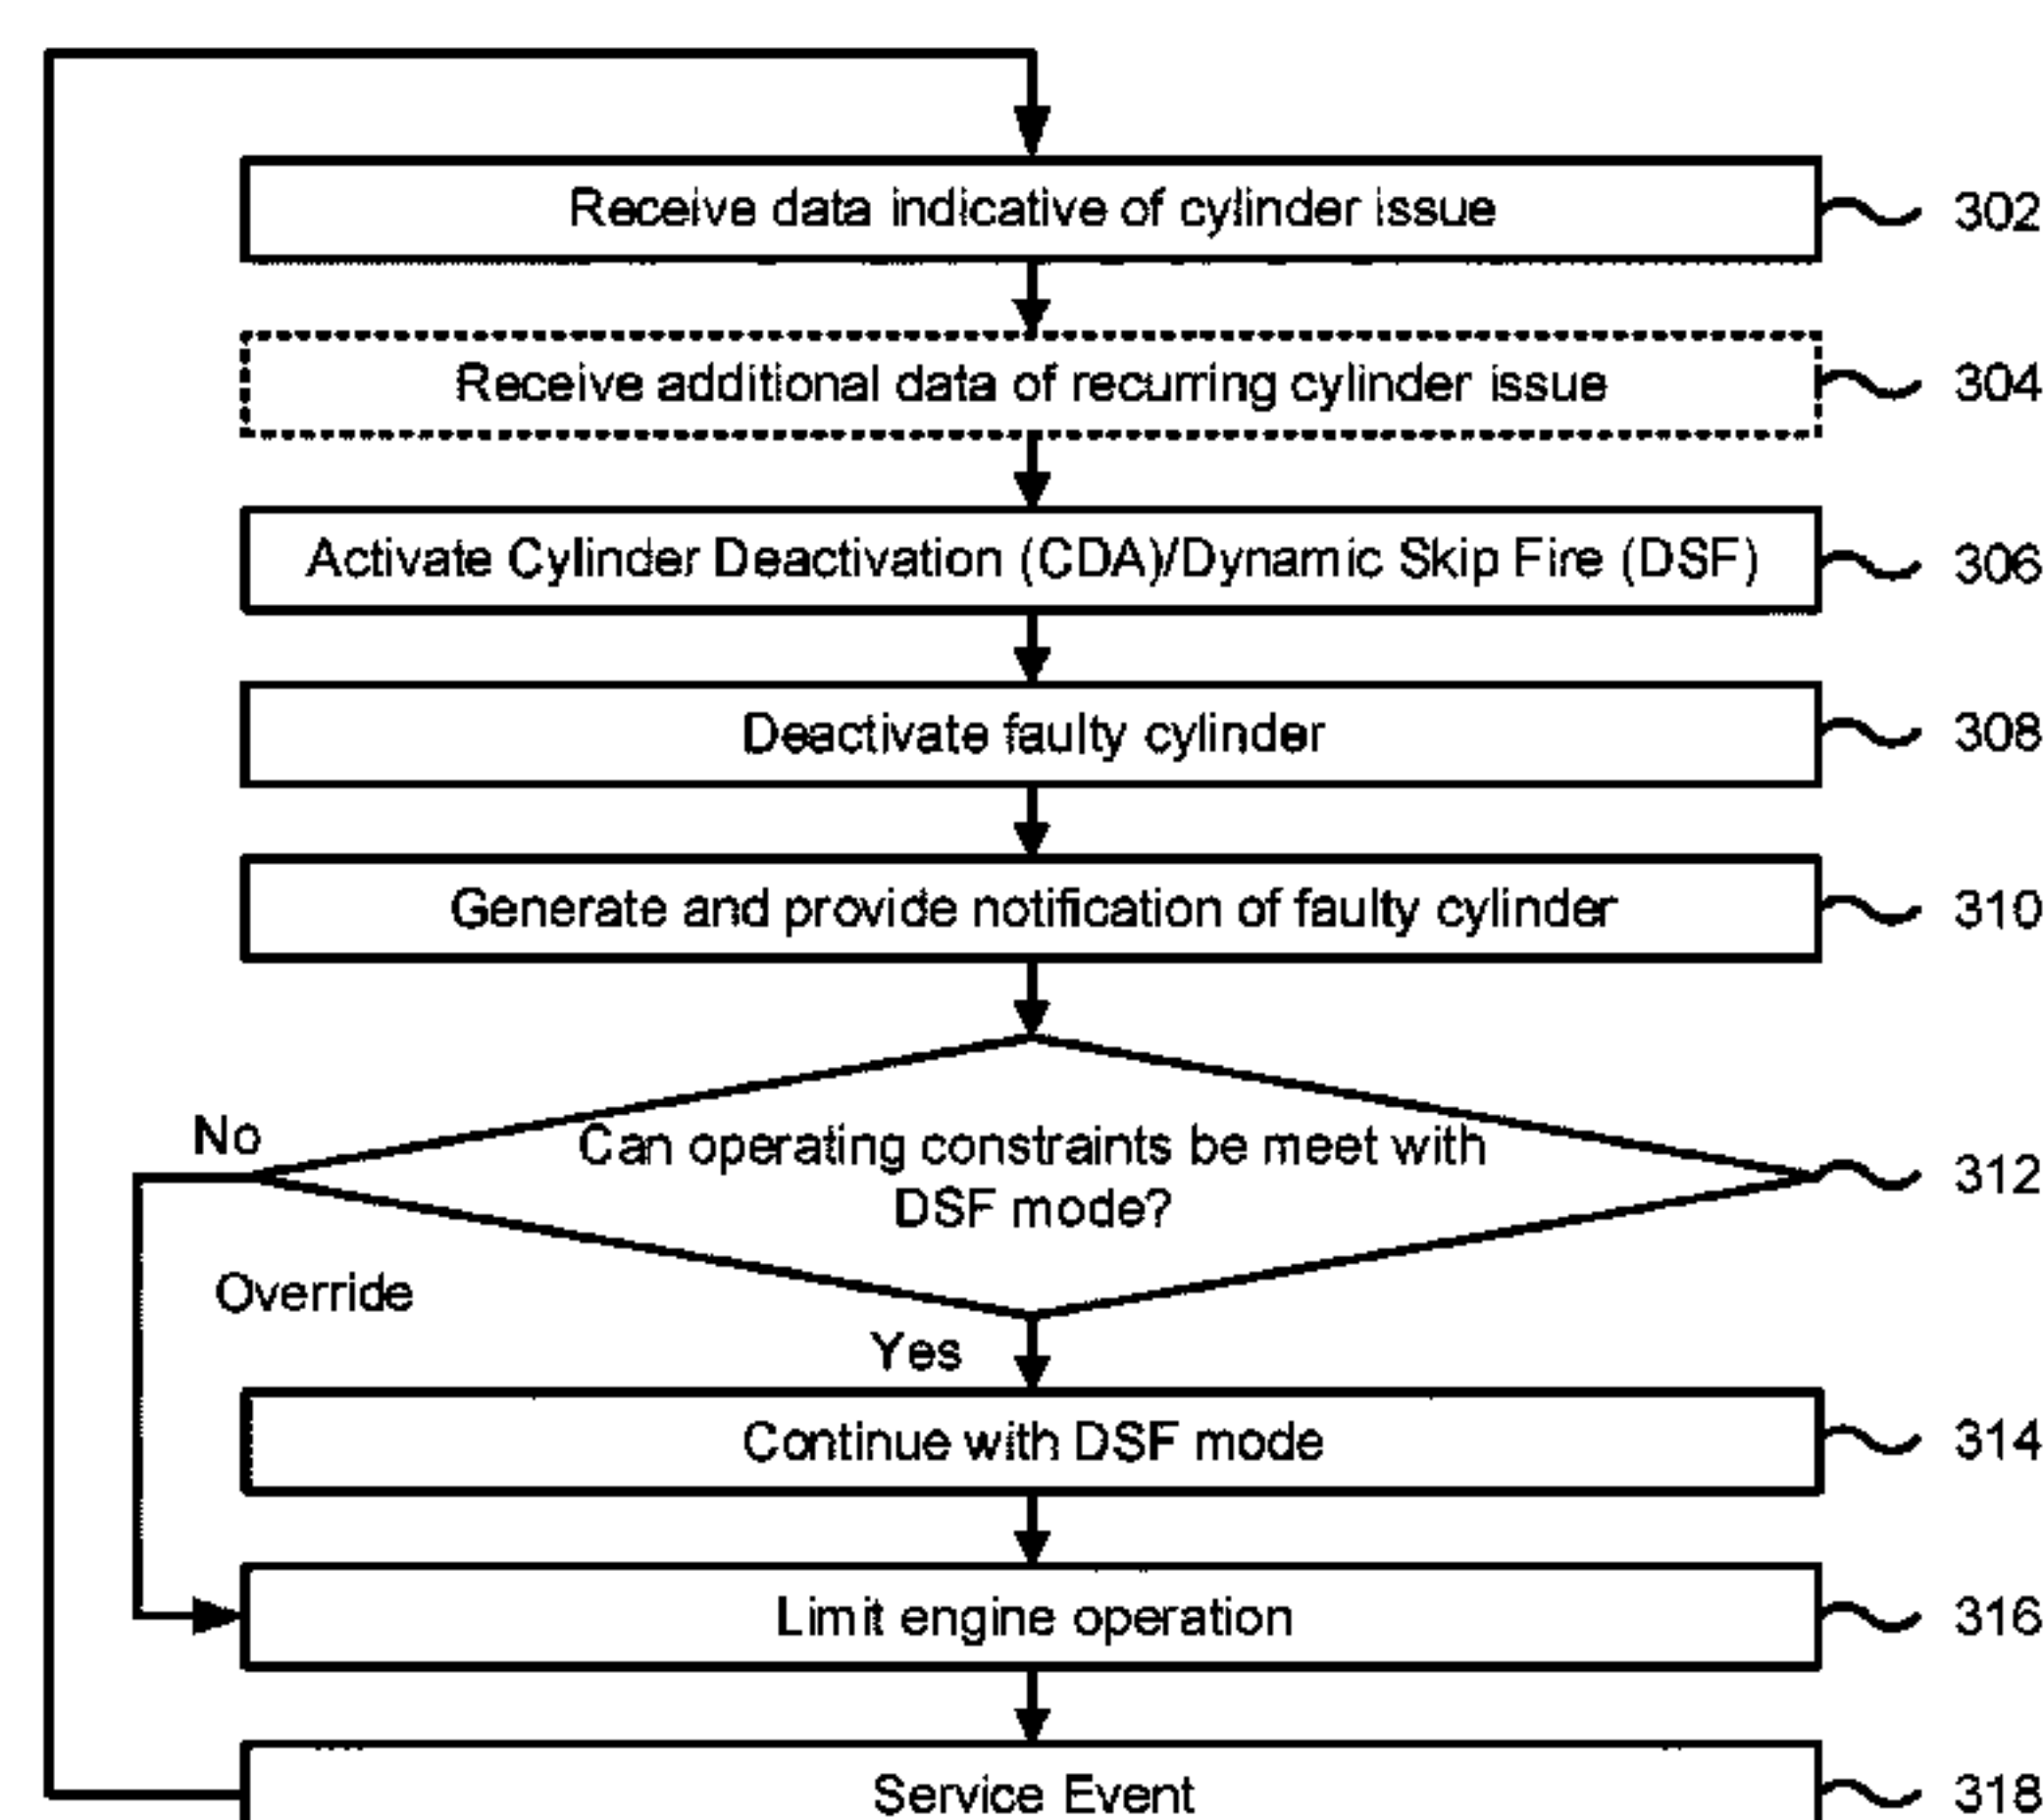 Receive data indicative of cylinder issue 302
Receive additional data of recurring cylinder issue 304
Activate Cylinder Deactivation (CDA)/Dynamic Skip Fire (DSF) 306
Deactivate faulty cylinder 308
Generate and provide notification of faulty cylinder 310
No
Can operating constraints be meet with
DSF mode?
312
Override
Yes
Continue with DSF mode 314
Limit engine operation 316
Service Event 318